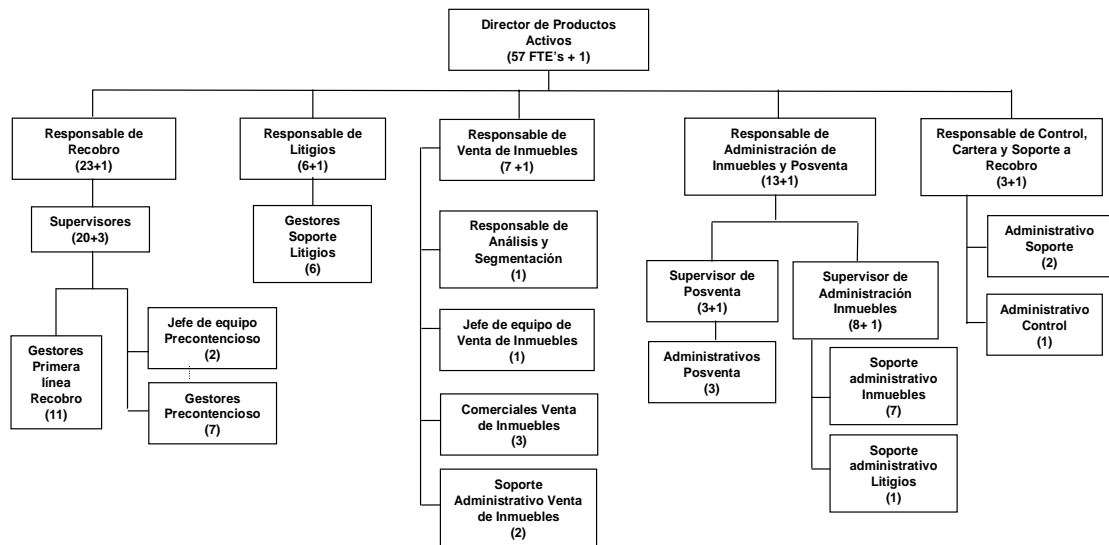 Director de Productos
Activos
(57 FTE's + 1)
Responsable de
Recobro
(23+1)
Supervisores
(20+3)
Gestores
Primera
línea
Recobro
(11)
Jefe de equipo
Precontencioso
(2)
Gestores
Precontencioso
(7)
Responsable de
Litigios
(6+1)
Gestores
Soporte
Litigios
(6)
Responsable de
Venta de Inmuebles
(7 +1)
Responsable de
Análisis y
Segmentación
(1)
Jefe de equipo de
Venta de Inmuebles
(1)
Comerciales Venta
de Inmuebles
(3)
Soporte
Administrativo Venta
de Inmuebles
(2)
Responsable de
Administración de
Inmuebles y Posventa
(13+1)
Supervisor de
Posventa
(3+1)
Administrativos
Posventa
(3)
Supervisor de
Administración
Inmuebles
(8+ 1)
Soporte
administrativo
Inmuebles
(7)
Soporte
administrativo
Litigios
(1)
Responsable de Control,
Cartera y Soporte a
Recobro
(3+1)
Administrativo
Soporte
(2)
Administrativo
Control
(1)